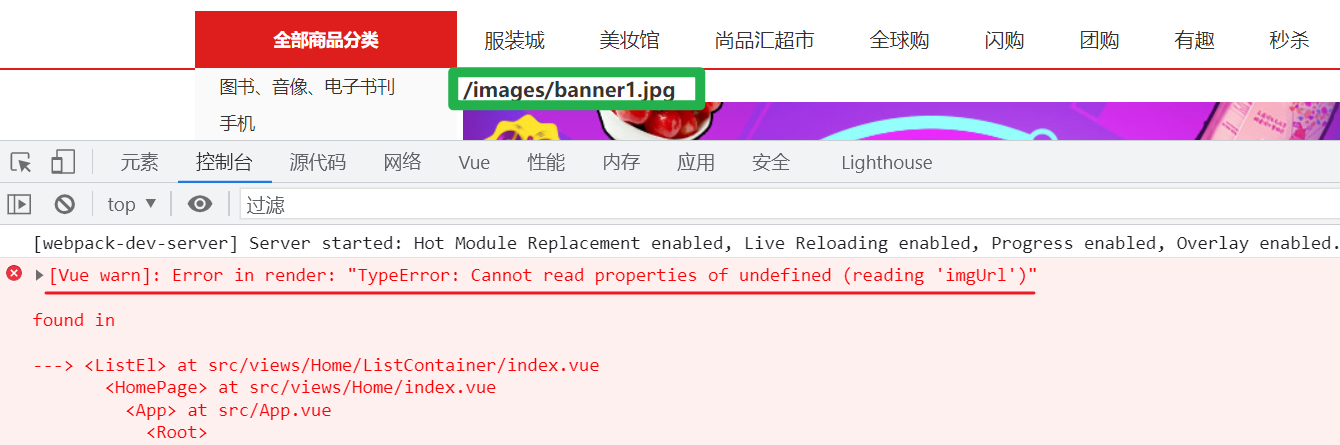 全部商品分类 服装城 美妆馆 尚品汇超市 全球购 闪购 团购 有趣 秒杀
图书、音像、电子书刊 /images/banner1.jpg
手机
元素 控制台 源代码 网络 Vue 性能 内存 应用 安全 Lighthouse
top ▼ 过滤
[webpack-dev-server] Server started: Hot Module Replacement enabled, Live Reloading enabled, Progress enabled, Overlay enabled.
[Vue warn]: Error in render: "TypeError: Cannot read properties of undefined (reading 'imgUrl')"
found in
---> <ListEl> at src/views/Home/ListContainer/index.vue
<HomePage> at src/views/Home/index.vue
<App> at src/App.vue
<Root>